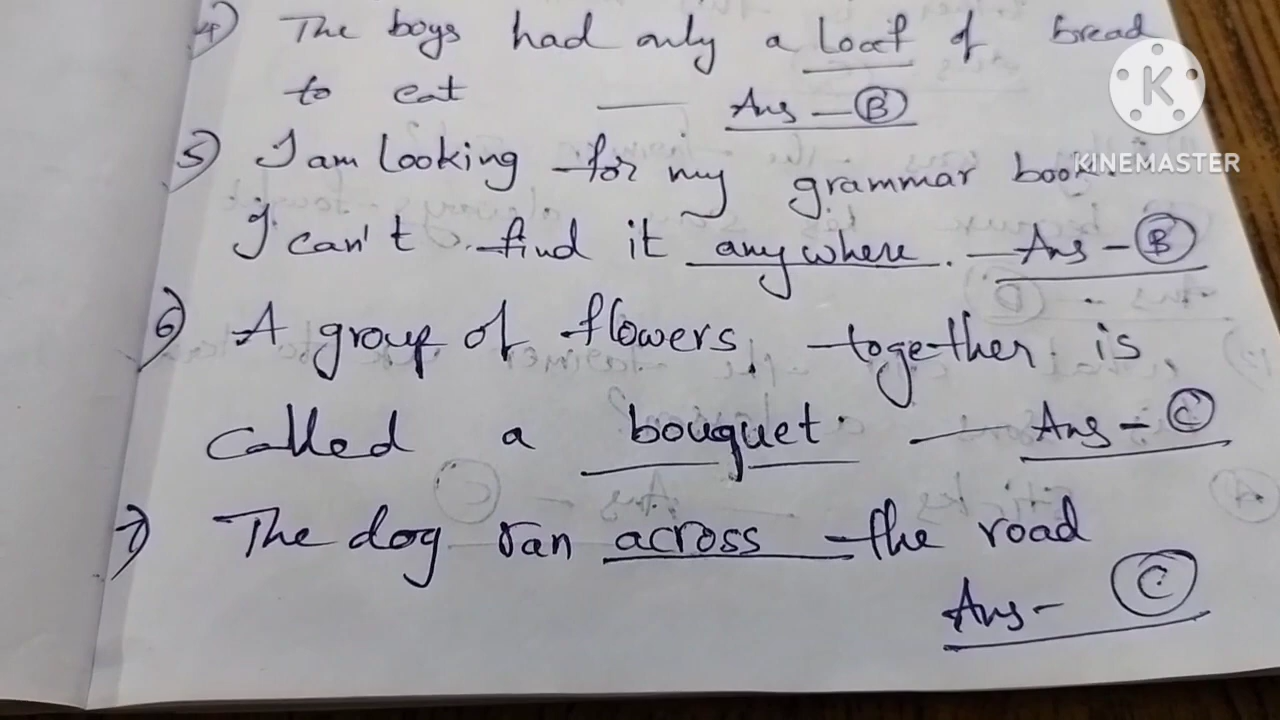 4) The boys had only a loaf of bread
to eat — Ans - B
K
KINEMASTER
5) I am looking for my grammar book.
I can't find it anywhere. — Ans - B
6) A group of flowers together is
called a bouquet. — Ans - C
7) The dog ran across the road
Ans - C